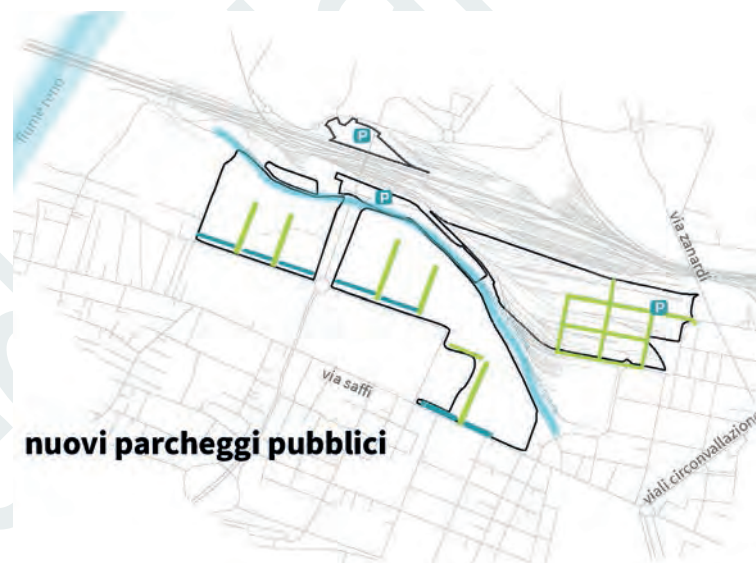 fiume reno
P
P
via zanardi
P
via saffi
nuovi parcheggi pubblici
viali circonvallazione